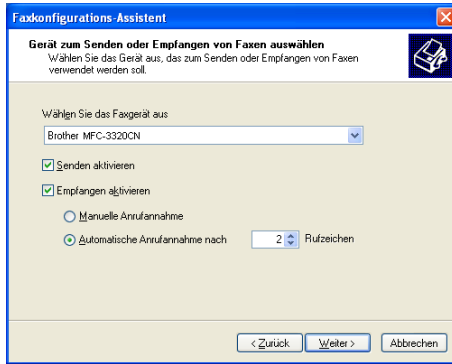 Faxkonfigurations-Assistent
Gerät zum Senden oder Empfangen von Faxen auswählen
Wählen Sie das Gerät aus, das zum Senden oder Empfangen von Faxen
verwendet werden soll.
Wählen Sie das Faxgerät aus
Brother MFC-3320CN
Senden aktivieren
Empfangen aktivieren
Manuelle Anrufannahme
Automatische Anrufannahme nach 2 Rufzeichen
< Zurück Weiter > Abbrechen